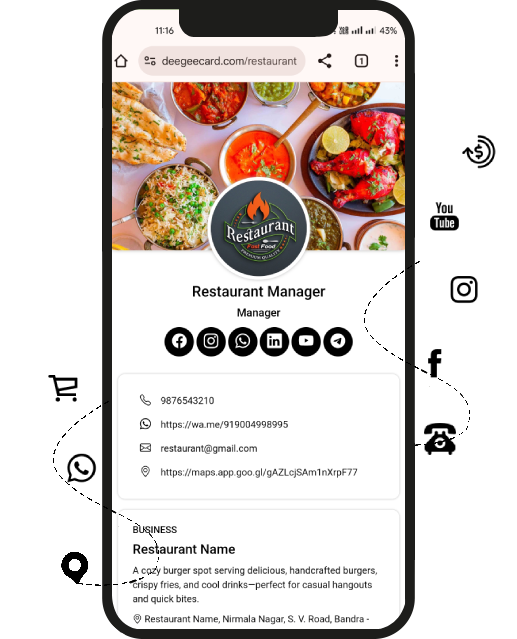 11:16
43%
deegeecard.com/restaurant
1
Restaurant
Fast Food
PREMIUM QUALITY
Restaurant Manager
Manager
9876543210
https://wa.me/919004998995
restaurant@gmail.com
https://maps.app.goo.gl/gAZLcjSAm1nXrpF77
BUSINESS
Restaurant Name
A cozy burger spot serving delicious, handcrafted burgers,
crispy fries, and cool drinks—perfect for casual hangouts
and quick bites.
Restaurant Name, Nirmala Nagar, S. V. Road, Bandra -
You
Tube